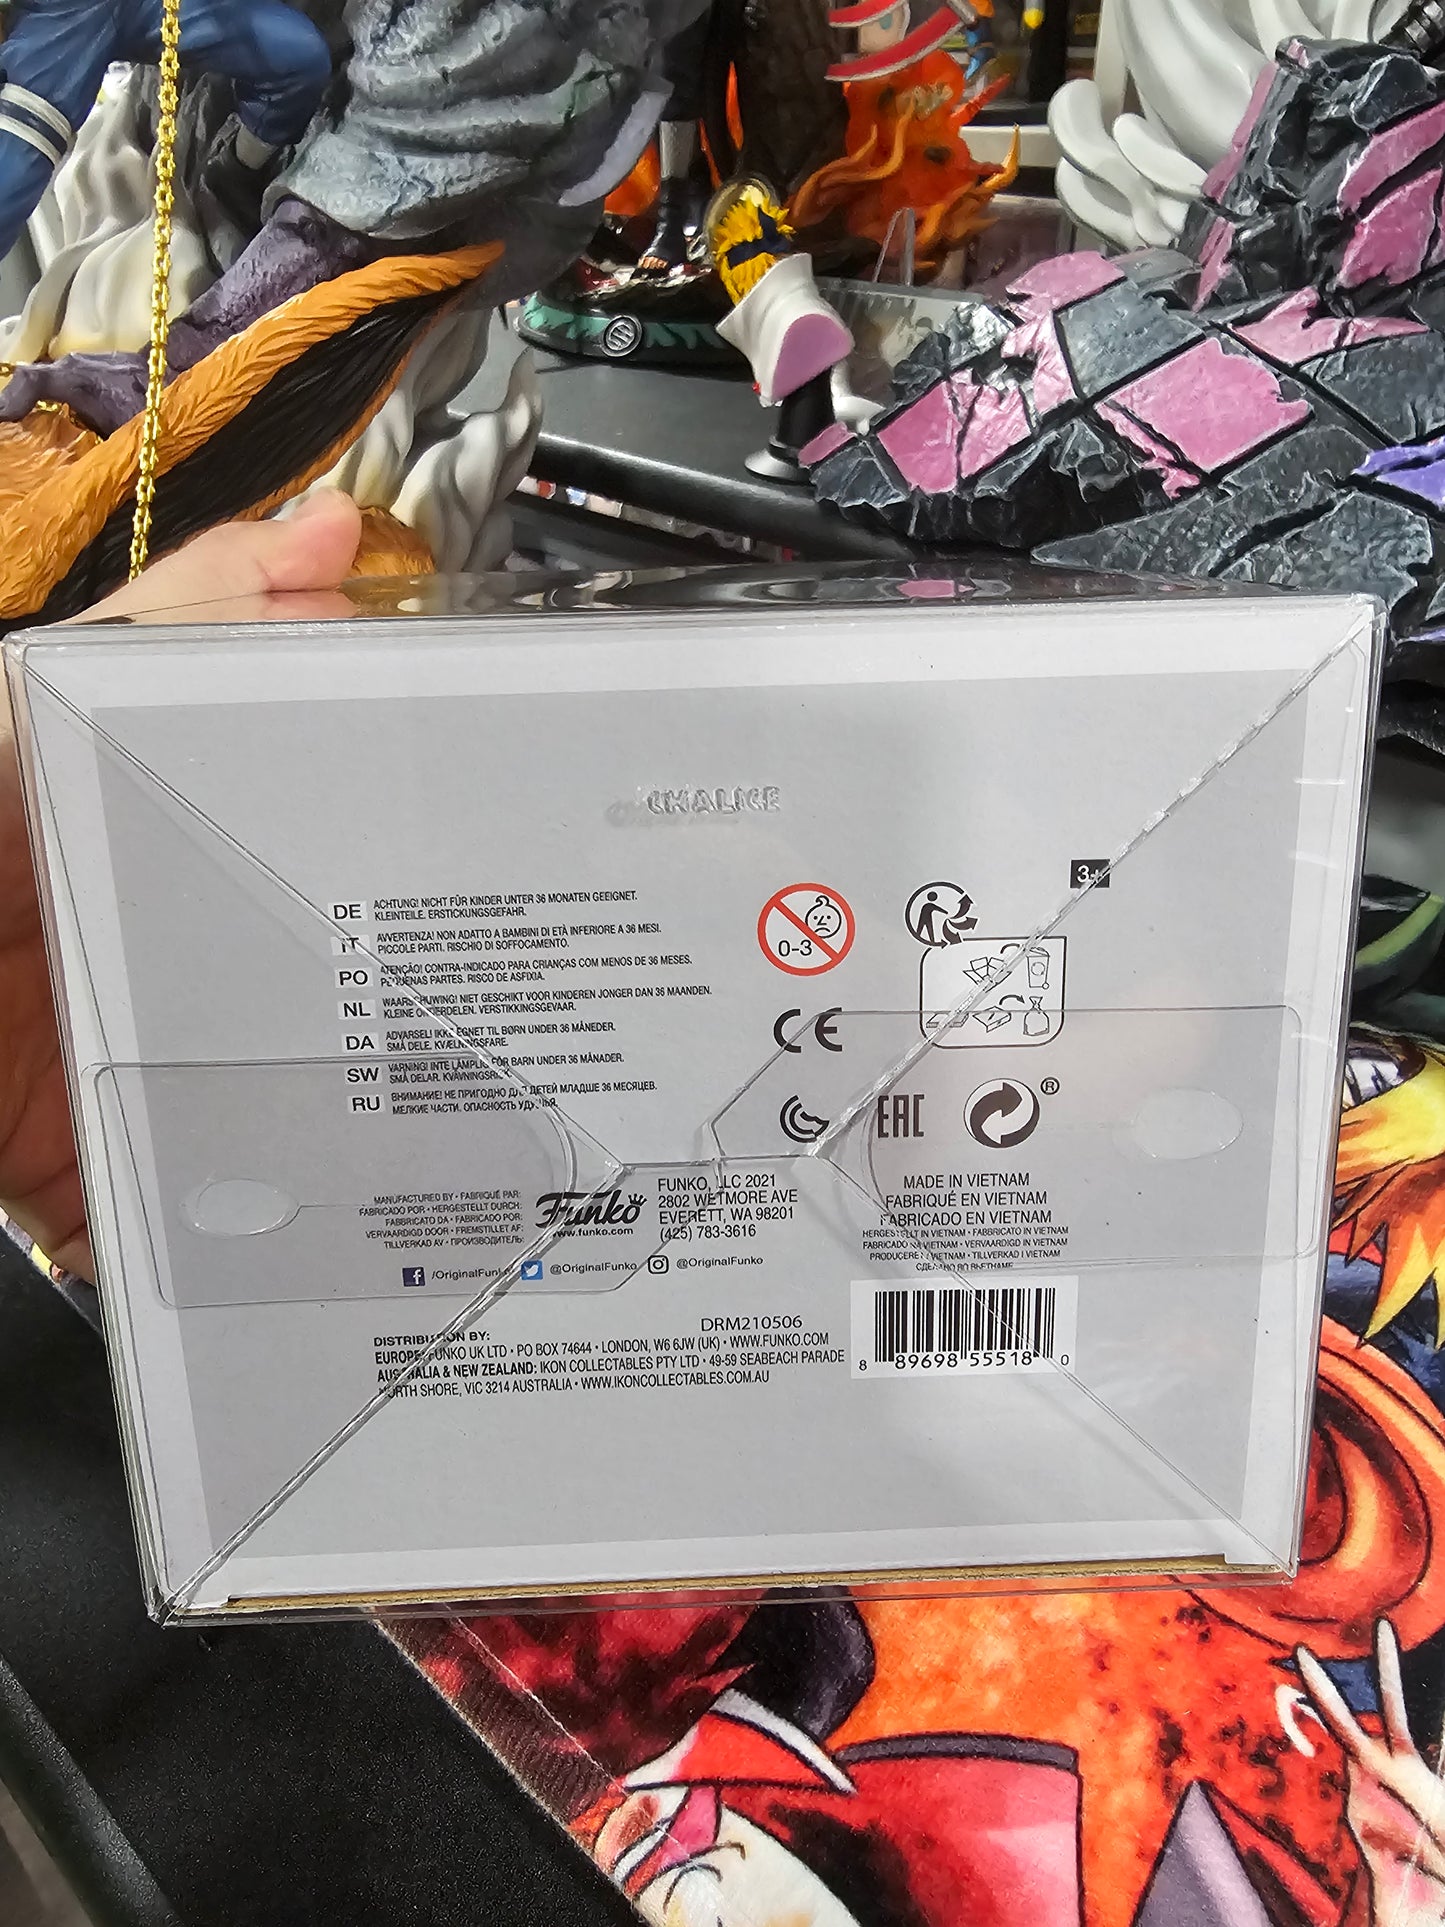 CHALICE
3+
DE ACHTUNG! NICHT FÜR KINDER UNTER 36 MONATEN GEEIGNET.
KLEINTEILE. ERSTICKUNGSGEFAHR.
IT AVVERTENZA! NON ADATTO A BAMBINI DI ETÀ INFERIORE A 36 MESI.
PICCOLE PARTI. RISCHIO DI SOFFOCAMENTO.
PO ATENÇÃO! CONTRA-INDICADO PARA CRIANÇAS COM MENOS DE 36 MESES.
PEQUENAS PARTES. RISCO DE ASFIXIA.
NL WAARSCHUWING! NIET GESCHIKT VOOR KINDEREN JONGER DAN 36 MAANDEN.
KLEINE ONDERDELEN. VERSTIKKINGSGEVAAR.
DA ADVARSEL! IKKE EGNET TIL BØRN UNDER 36 MÅNEDER.
SMÅ DELE. KVÆLNINGSFARE.
SW VARNING! INTE LÄMPLIG FÖR BARN UNDER 36 MÅNADER.
SMÅ DELAR. KVÄVNINGSRISK.
RU ВНИМАНИЕ! НЕ ПРИГОДНО ДЛЯ ДЕТЕЙ МЛАДШЕ 36 МЕСЯЦЕВ.
МЕЛКИЕ ЧАСТИ. ОПАСНОСТЬ УДУШЬЯ.
0-3
CE
EAC
®
MANUFACTURED BY • FABRIQUÉ PAR:
FABRICADO POR • HERGESTELLT DURCH:
FABBRICATO DA • FABRICADO POR:
VERVAARDIGD DOOR • FREMSTILLET AF:
TILLVERKAD AV • ПРОИЗВОДИТЕЛЬ:
Funko
www.funko.com
FUNKO, LLC 2021
2802 WETMORE AVE
EVERETT, WA 98201
(425) 783-3616
MADE IN VIETNAM
FABRIQUÉ EN VIETNAM
FABRICADO EN VIETNAM
HERGESTELLT IN VIETNAM • FABBRICATO IN VIETNAM
FABRICADO NA VIETNAM • VERVAARDIGD IN VIETNAM
PRODUCERET I VIETNAM • TILLVERKAD I VIETNAM
СДЕЛАНО ВО ВЬЕТНАМЕ
/OriginalFunko @OriginalFunko @OriginalFunko
DRM210506
DISTRIBUTION BY:
EUROPE: FUNKO UK LTD • PO BOX 74644 • LONDON, W6 6JW (UK) • WWW.FUNKO.COM
AUSTRALIA & NEW ZEALAND: IKON COLLECTABLES PTY LTD • 49-59 SEABEACH PARADE
NORTH SHORE, VIC 3214 AUSTRALIA • WWW.IKONCOLLECTABLES.COM.AU
8 89698 55518 0